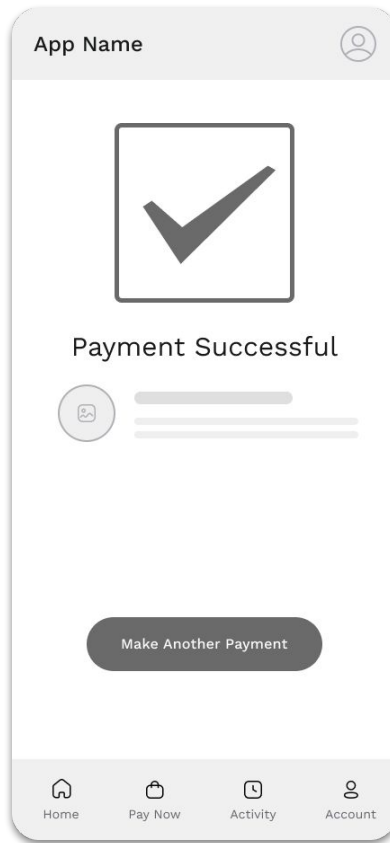 App Name
Payment Successful
Make Another Payment
Home
Pay Now
Activity
Account